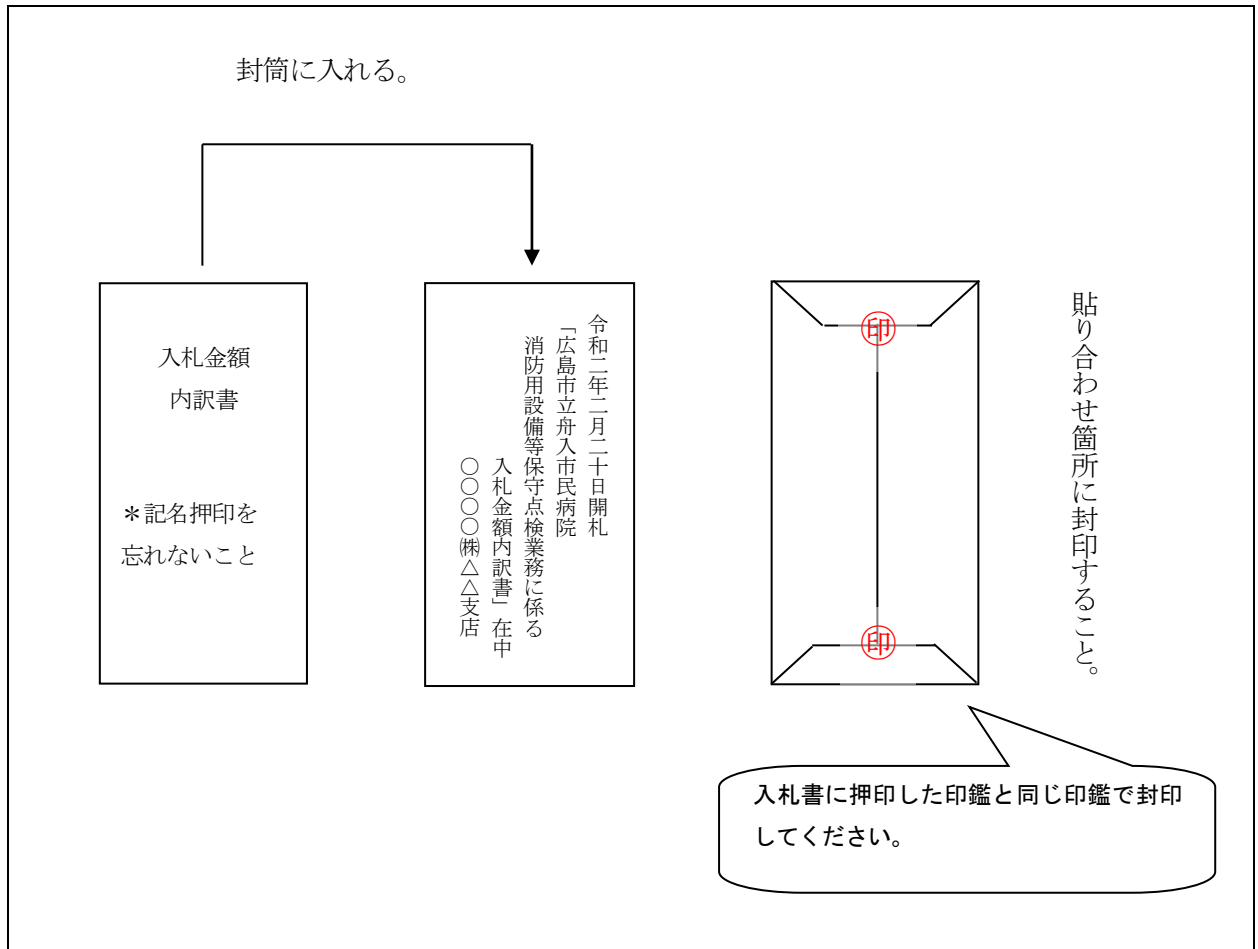 封筒に入れる。
入札金額
内訳書
＊記名押印を
忘れないこと
令和二年二月二十日開札
「広島市立舟入市民病院
消防用設備等保守点検業務に係る
入札金額内訳書」在中
○○○○㈱△△支店
印
印
貼り合わせ箇所に封印すること。
入札書に押印した印鑑と同じ印鑑で封印
してください。